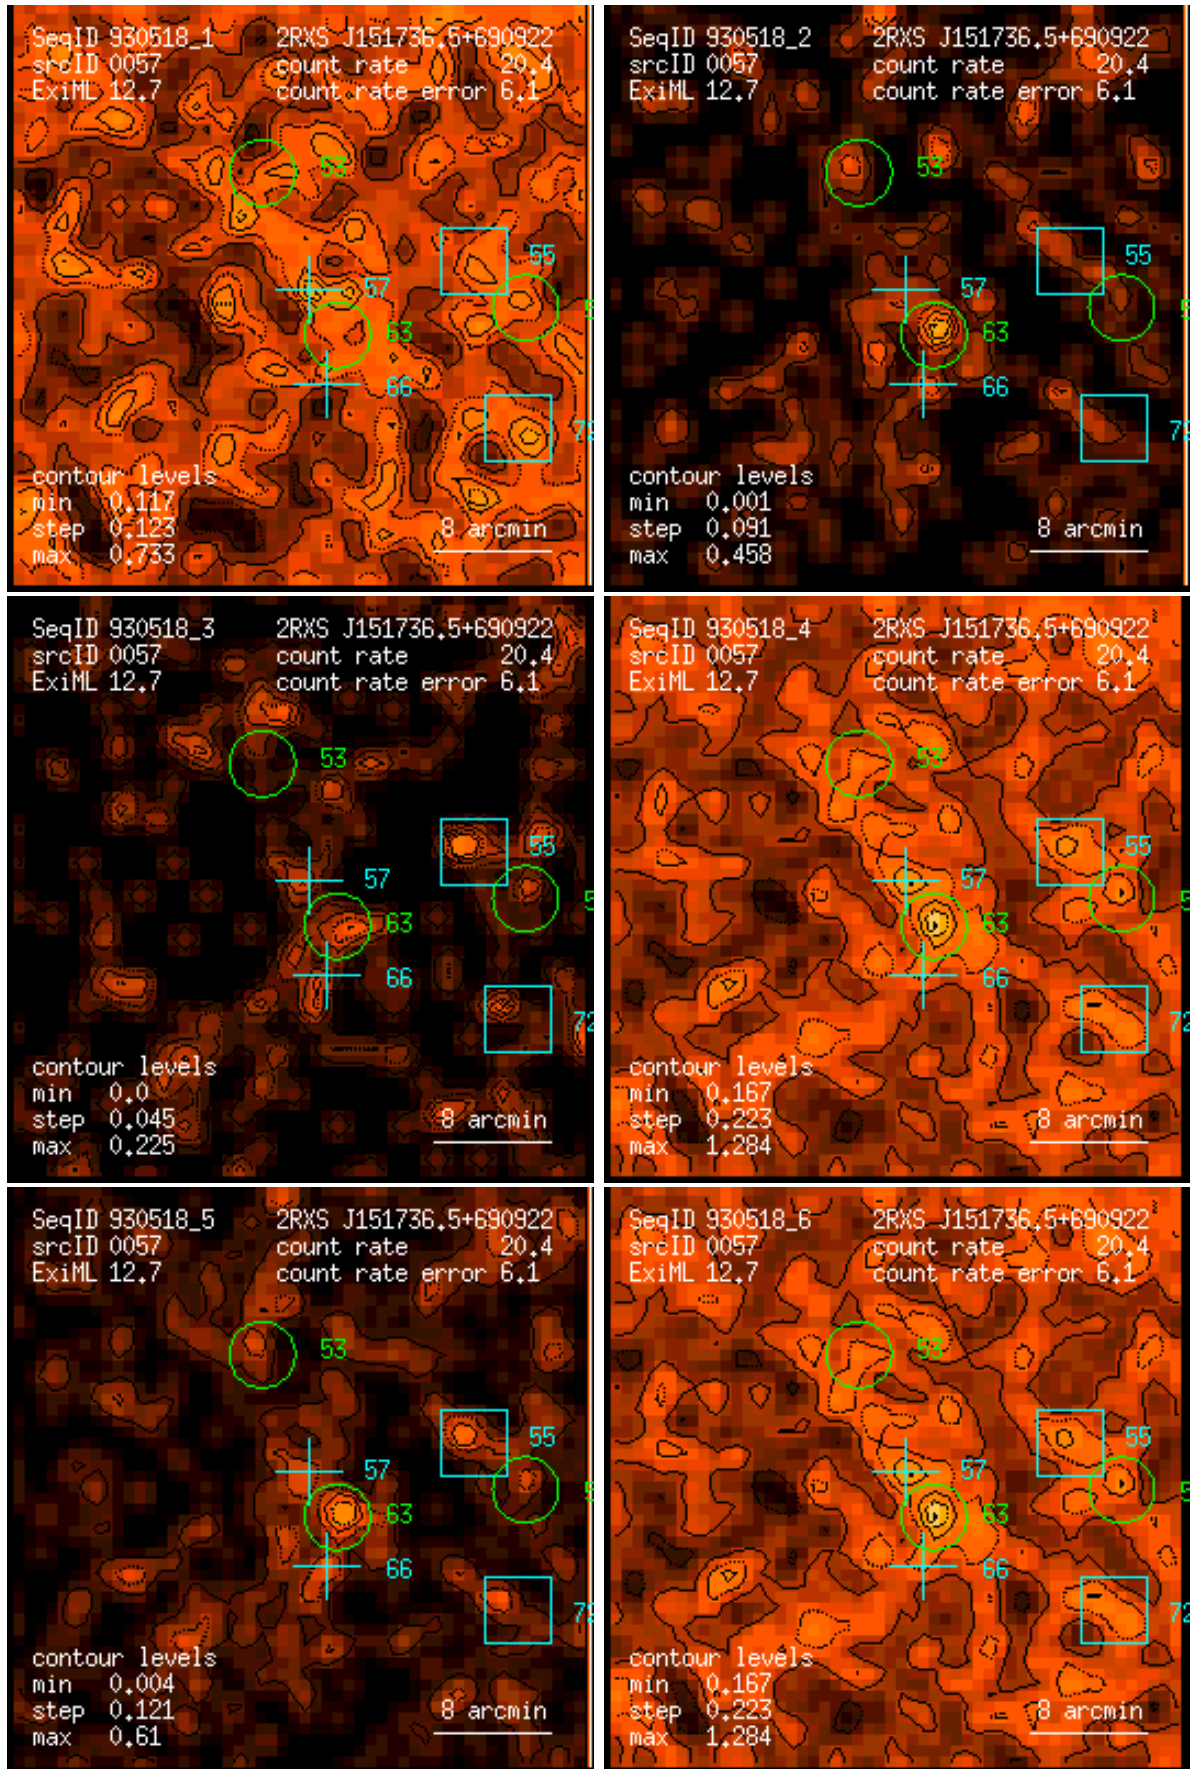 SeqID 930518_1 2RXS J151736.5+690922
srcID 0057 count rate 20.4
ExiML 12.7 count rate error 6.1
53
55
57
63
66
contour levels
min 0.117
step 0.123 8 arcmin
max 0.733
SeqID 930518_2 2RXS J151736.5+690922
srcID 0057 count rate 20.4
ExiML 12.7 count rate error 6.1
53
55
57
63
66
contour levels
min 0.001
step 0.091 8 arcmin
max 0.458
SeqID 930518_3 2RXS J151736.5+690922
srcID 0057 count rate 20.4
ExiML 12.7 count rate error 6.1
53
55
57
63
66
contour levels
min 0.0
step 0.045 8 arcmin
max 0.225
SeqID 930518_4 2RXS J151736.5+690922
srcID 0057 count rate 20.4
ExiML 12.7 count rate error 6.1
53
55
57
63
66
contour levels
min 0.167
step 0.223 8 arcmin
max 1.284
SeqID 930518_5 2RXS J151736.5+690922
srcID 0057 count rate 20.4
ExiML 12.7 count rate error 6.1
53
55
57
63
66
contour levels
min 0.004
step 0.121 8 arcmin
max 0.61
SeqID 930518_6 2RXS J151736.5+690922
srcID 0057 count rate 20.4
ExiML 12.7 count rate error 6.1
53
55
57
63
66
contour levels
min 0.167
step 0.223 8 arcmin
max 1.284